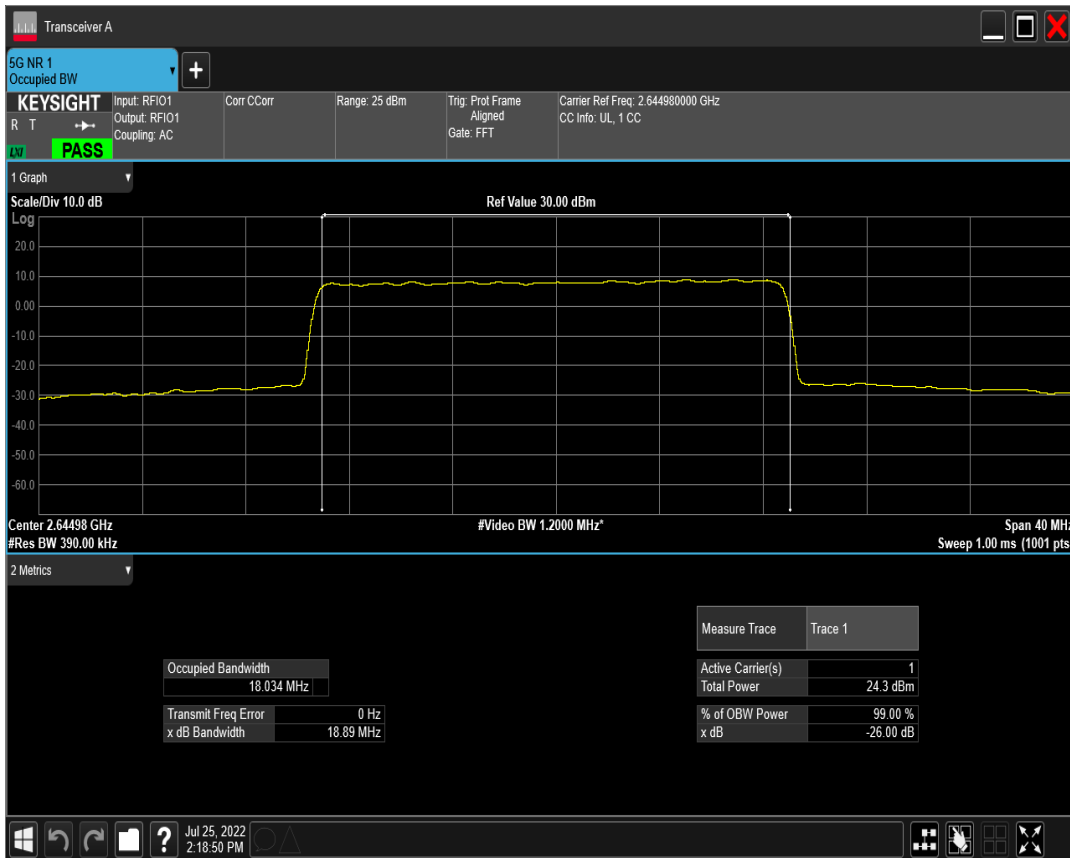 Transceiver A
5G NR 1
Occupied BW
+
KEYSIGHT
R T
LXI
PASS
Input: RFIO1
Output: RFIO1
Coupling: AC
Corr CCorr
Range: 25 dBm
Trig: Prot Frame
Aligned
Gate: FFT
Carrier Ref Freq: 2.644980000 GHz
CC Info: UL, 1 CC
1 Graph
Scale/Div 10.0 dB
Ref Value 30.00 dBm
Log
20.0
10.0
0.00
-10.0
-20.0
-30.0
-40.0
-50.0
-60.0
Center 2.64498 GHz
#Video BW 1.2000 MHz*
Span 40 MHz
#Res BW 390.00 kHz
Sweep 1.00 ms (1001 pts
2 Metrics
Measure Trace Trace 1
Occupied Bandwidth
18.034 MHz
Active Carrier(s) 1
Total Power 24.3 dBm
Transmit Freq Error 0 Hz
x dB Bandwidth 18.89 MHz
% of OBW Power 99.00 %
x dB -26.00 dB
?
Jul 25, 2022
2:18:50 PM